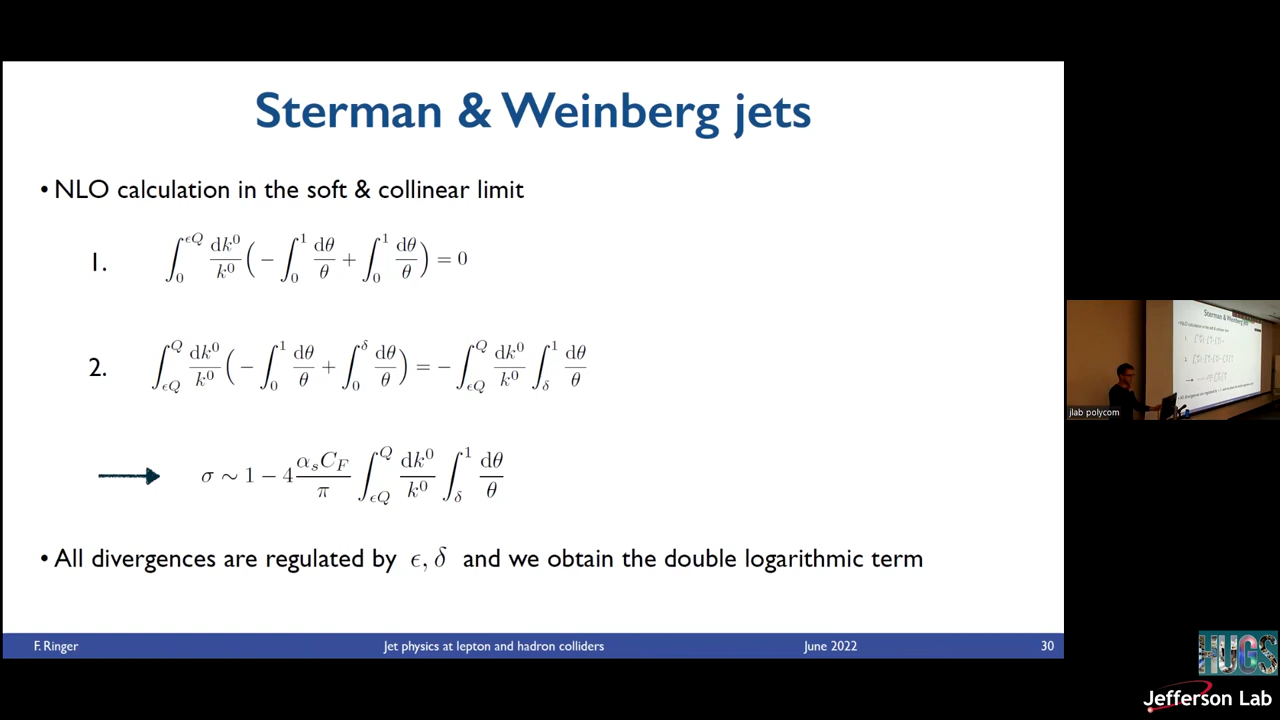 Sterman & Weinberg jets
• NLO calculation in the soft & collinear limit
1. ∫_0^{ϵQ} dk⁰/k⁰ ( − ∫_0^1 dθ/θ + ∫_0^1 dθ/θ ) = 0
2. ∫_{ϵQ}^Q dk⁰/k⁰ ( − ∫_0^1 dθ/θ + ∫_0^δ dθ/θ ) = − ∫_{ϵQ}^Q dk⁰/k⁰ ∫_δ^1 dθ/θ
σ ∼ 1 − 4 α_s C_F/π ∫_{ϵQ}^Q dk⁰/k⁰ ∫_δ^1 dθ/θ
• All divergences are regulated by ϵ, δ and we obtain the double logarithmic term
F. Ringer Jet physics at lepton and hadron colliders June 2022 30
Sterman & Weinberg jets
jlab polycom
HUGS
Jefferson Lab